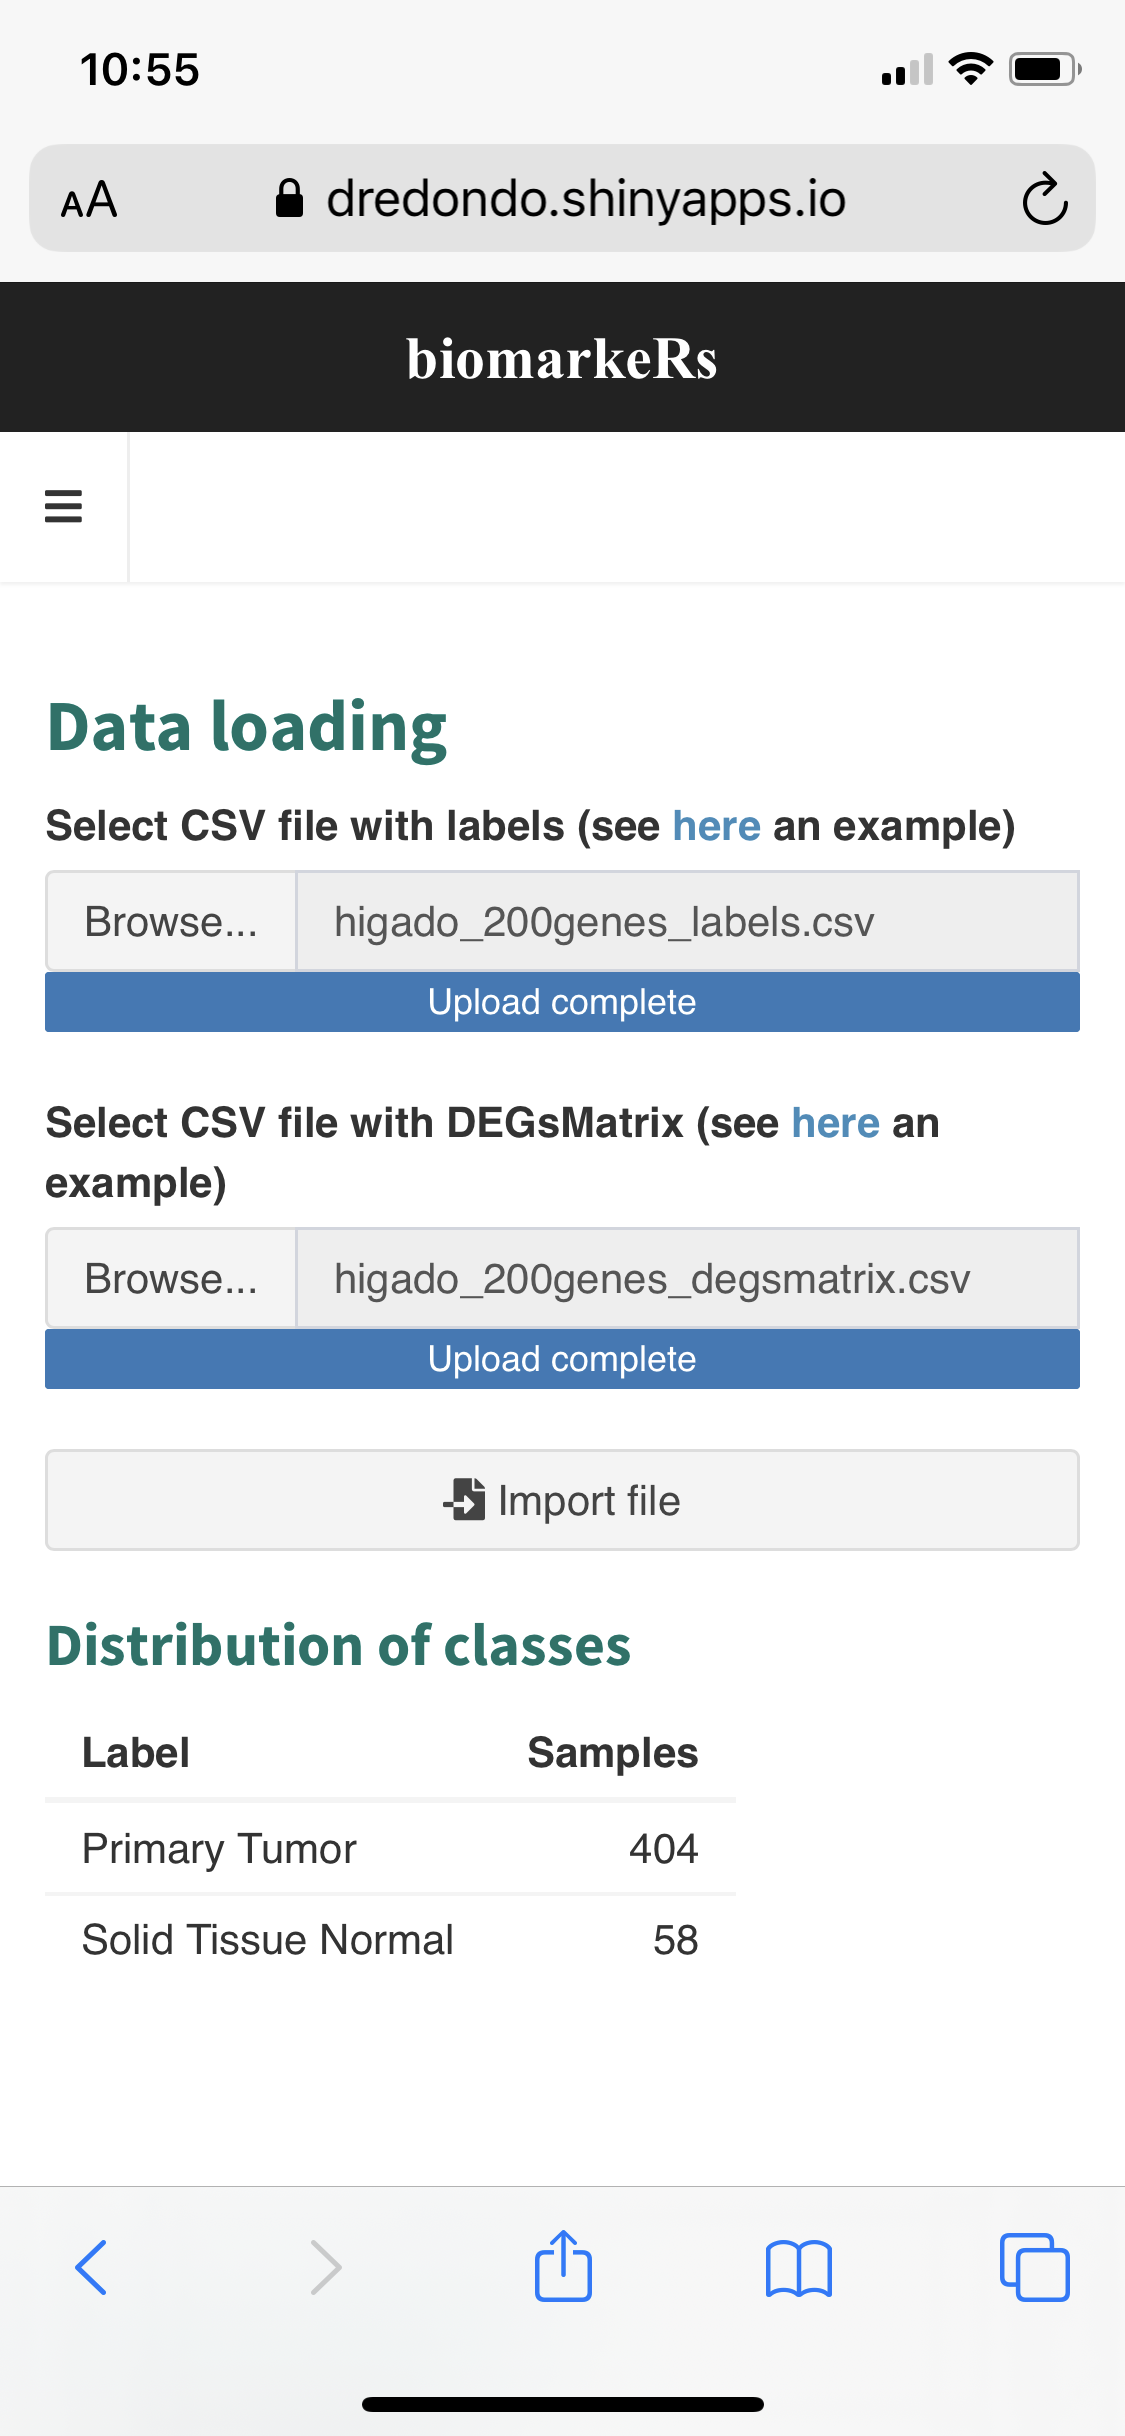 10:55
AA dredondo.shinyapps.io
biomarkeRs
Data loading
Select CSV file with labels (see here an example)
Browse... higado_200genes_labels.csv
Upload complete
Select CSV file with DEGsMatrix (see here an
example)
Browse... higado_200genes_degsmatrix.csv
Upload complete
Import file
Distribution of classes
Label Samples
Primary Tumor 404
Solid Tissue Normal 58